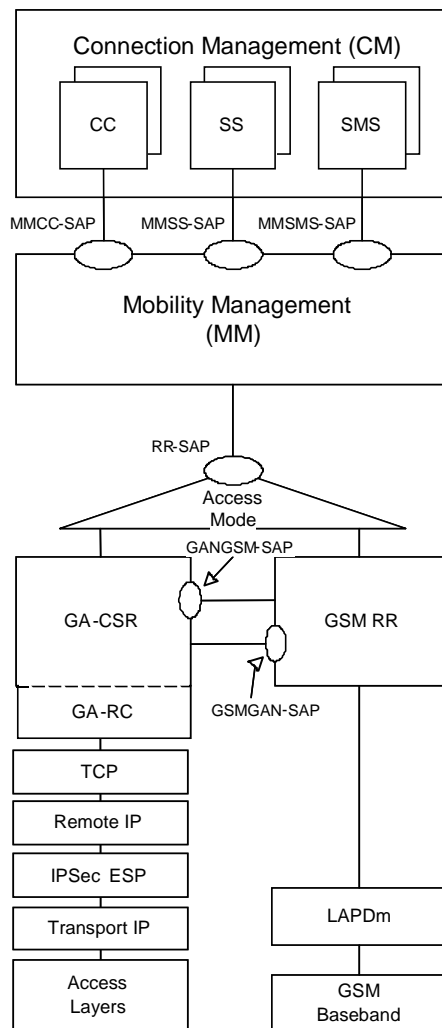 Connection Management (CM)
CC
SS
SMS
MMCC-SAP
MMSS-SAP
MMSMS-SAP
Mobility Management
(MM)
RR-SAP
Access
Mode
GANGSM-SAP
GA-CSR
GSM RR
GA-RC
GSMGAN-SAP
TCP
Remote IP
IPSec ESP
Transport IP
LAPDm
Access
Layers
GSM
Baseband